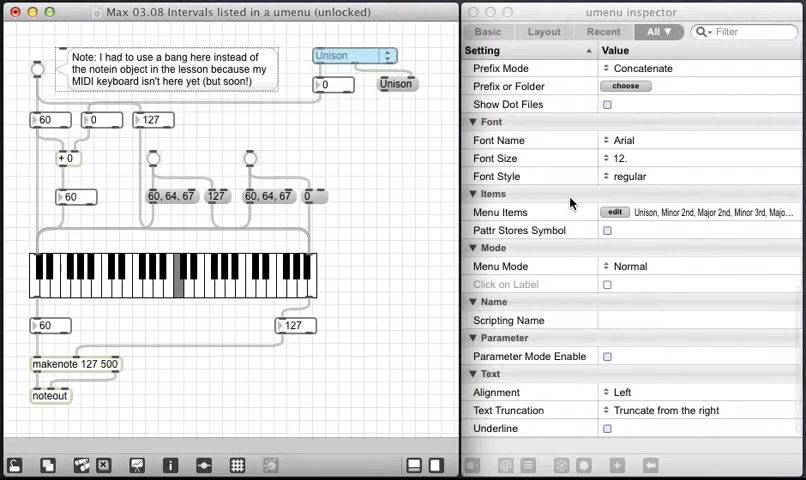 Max 03.08 Intervals listed in a umenu (unlocked)
Note: I had to use a bang here instead of
the notein object in the lesson because my
MIDI keyboard isn't here yet (but soon!)
Unison
0
Unison
60
0
127
+ 0
60
60, 64, 67
127
60, 64, 67
0
60
127
makenote 127 500
noteout
umenu inspector
Basic
Layout
Recent
All
Filter
Setting
Value
Prefix Mode
Concatenate
Prefix or Folder
choose
Show Dot Files
Font
Font Name
Arial
Font Size
12.
Font Style
regular
Items
Menu Items
edit
Unison, Minor 2nd, Major 2nd, Minor 3rd, Majo...
Pattr Stores Symbol
Mode
Menu Mode
Normal
Click on Label
Name
Scripting Name
Parameter
Parameter Mode Enable
Text
Alignment
Left
Text Truncation
Truncate from the right
Underline